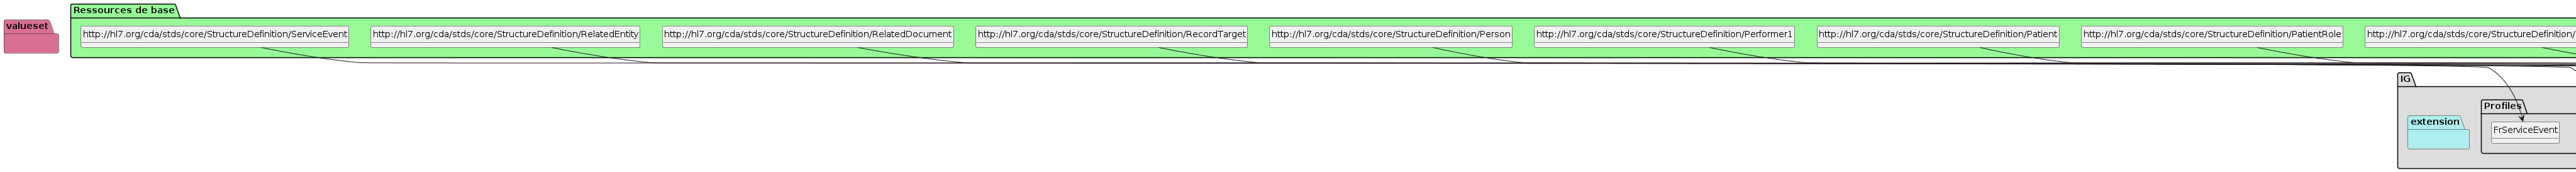 valueset
Ressources de base
http://hl7.org/cda/stds/core/StructureDefinition/ServiceEvent
http://hl7.org/cda/stds/core/StructureDefinition/RelatedEntity
http://hl7.org/cda/stds/core/StructureDefinition/RelatedDocument
http://hl7.org/cda/stds/core/StructureDefinition/RecordTarget
http://hl7.org/cda/stds/core/StructureDefinition/Person
http://hl7.org/cda/stds/core/StructureDefinition/Performer1
http://hl7.org/cda/stds/core/StructureDefinition/Patient
http://hl7.org/cda/stds/core/StructureDefinition/PatientRole
http://hl7.org/cda/stds/core/StructureDefinition/
IG
Profiles
extension
FrServiceEvent